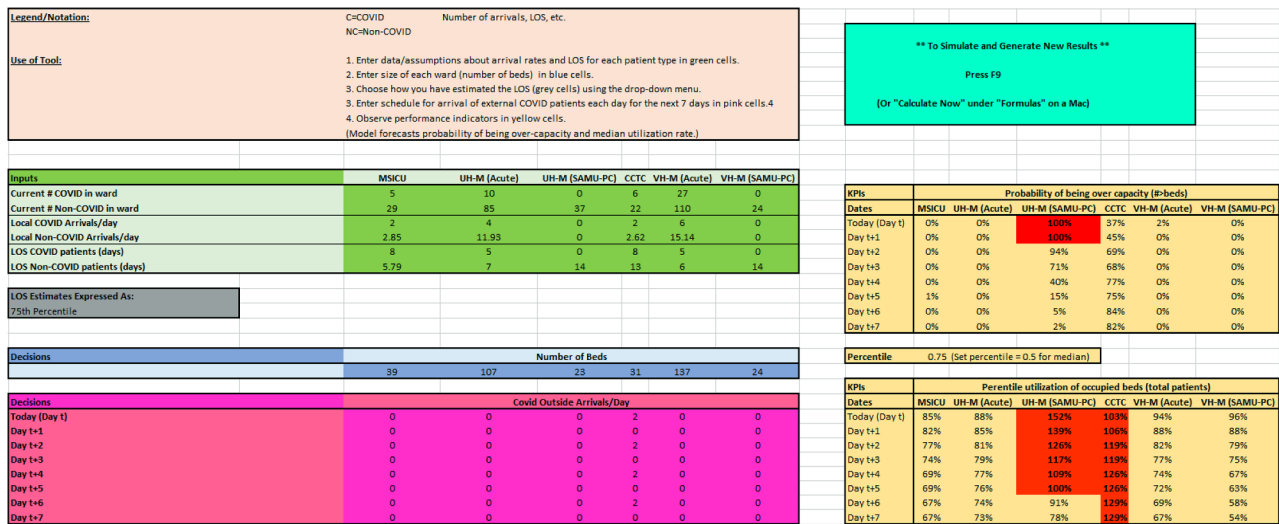 Legend/Notation: C=COVID Number of arrivals, LOS, etc.
NC=Non-COVID
Use of Tool: 1. Enter data/assumptions about arrival rates and LOS for each patient type in green cells.
2. Enter size of each ward (number of beds) in blue cells.
3. Choose how you have estimated the LOS (grey cells) using the drop-down menu.
3. Enter schedule for arrival of external COVID patients each day for the next 7 days in pink cells.4
4. Observe performance indicators in yellow cells.
(Model forecasts probability of being over-capacity and median utilization rate.)
** To Simulate and Generate New Results **
Press F9
(Or "Calculate Now" under "Formulas" on a Mac)
Inputs MSICU UH-M (Acute) UH-M (SAMU-PC) CCTC VH-M (Acute) VH-M (SAMU-PC)
Current # COVID in ward 5 10 0 6 27 0
Current # Non-COVID in ward 29 85 37 22 110 24
Local COVID Arrivals/day 2 4 0 2 6 0
Local Non-COVID Arrivals/day 2.85 11.93 0 2.62 15.14 0
LOS COVID patients (days) 8 5 0 8 5 0
LOS Non-COVID patients (days) 5.79 7 14 13 6 14
LOS Estimates Expressed As:
75th Percentile
Decisions Number of Beds
39 107 23 31 137 24
Decisions Covid Outside Arrivals/Day
Today (Day t) 0 0 0 2 0 0
Day t+1 0 0 0 0 0 0
Day t+2 0 0 0 2 0 0
Day t+3 0 0 0 0 0 0
Day t+4 0 0 0 2 0 0
Day t+5 0 0 0 0 0 0
Day t+6 0 0 0 2 0 0
Day t+7 0 0 0 0 0 0
KPIs Probability of being over capacity (#>beds)
Dates MSICU UH-M (Acute) UH-M (SAMU-PC) CCTC VH-M (Acute) VH-M (SAMU-PC)
Today (Day t) 0% 0% 100% 37% 2% 0%
Day t+1 0% 0% 100% 45% 0% 0%
Day t+2 0% 0% 94% 69% 0% 0%
Day t+3 0% 0% 71% 68% 0% 0%
Day t+4 0% 0% 40% 77% 0% 0%
Day t+5 1% 0% 15% 75% 0% 0%
Day t+6 0% 0% 5% 84% 0% 0%
Day t+7 0% 0% 2% 82% 0% 0%
Percentile 0.75 (Set percentile = 0.5 for median)
KPIs Perentile utilization of occupied beds (total patients)
Dates MSICU UH-M (Acute) UH-M (SAMU-PC) CCTC VH-M (Acute) VH-M (SAMU-PC)
Today (Day t) 85% 88% 152% 103% 94% 96%
Day t+1 82% 85% 139% 106% 88% 88%
Day t+2 77% 81% 126% 119% 82% 79%
Day t+3 74% 79% 117% 119% 77% 75%
Day t+4 69% 77% 109% 126% 74% 67%
Day t+5 69% 76% 100% 126% 72% 63%
Day t+6 67% 74% 91% 129% 69% 58%
Day t+7 67% 73% 78% 129% 67% 54%